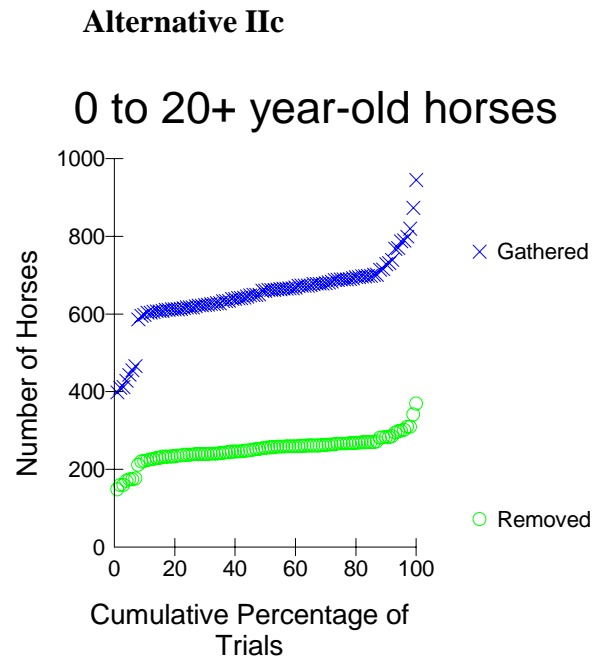 Alternative IIc
0 to 20+ year-old horses
1000
800
600
400
200
0
Number of Horses
0 20 40 60 80 100
Cumulative Percentage of
Trials
Gathered
Removed